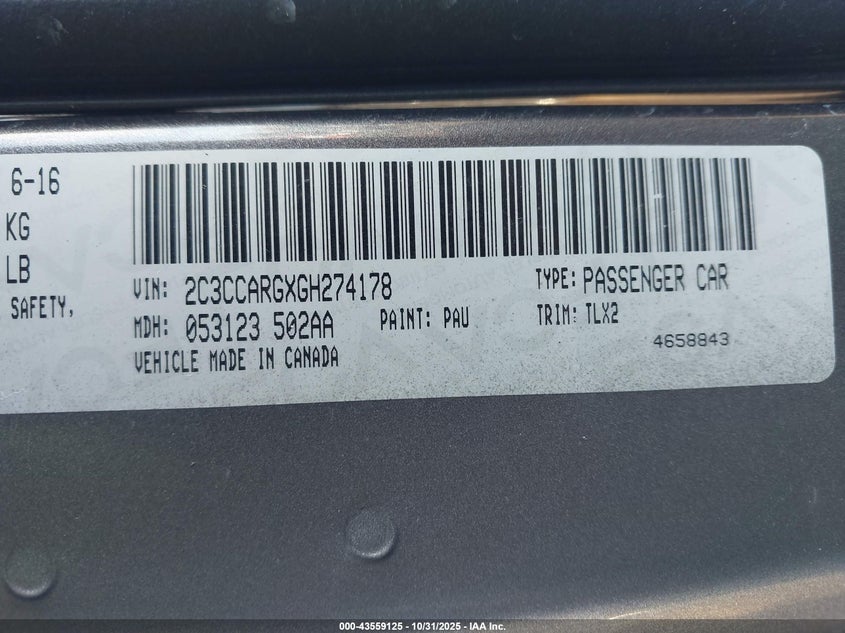 6-16
KG
LB
SAFETY,
VIN: 2C3CCARGXGH274178
TYPE: PASSENGER CAR
MDH: 053123 502AA
PAINT: PAU
TRIM: TLX2
VEHICLE MADE IN CANADA
4658843
000-43559125 - 10/31/2025 - IAA Inc.